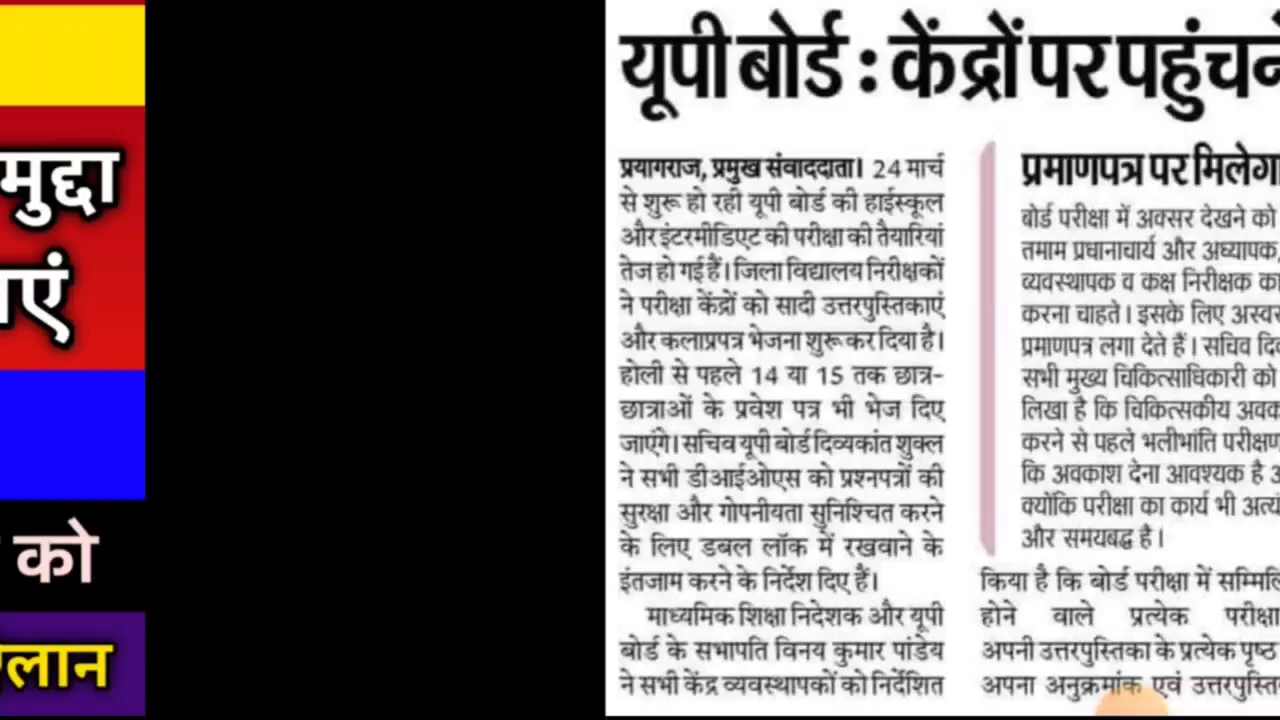 मुद्दा
एं
को
लान
यूपी बोर्ड : केंद्रों पर पहुंचने
प्रयागराज, प्रमुख संवाददाता। 24 मार्च
से शुरू हो रही यूपी बोर्ड की हाईस्कूल
और इंटरमीडिएट की परीक्षा की तैयारियां
तेज हो गई हैं। जिला विद्यालय निरीक्षकों
ने परीक्षा केंद्रों को सादी उत्तरपुस्तिकाएं
और कलाप्रपत्र भेजना शुरू कर दिया है।
होली से पहले 14 या 15 तक छात्र-
छात्राओं के प्रवेश पत्र भी भेज दिए
जाएंगे। सचिव यूपी बोर्ड दिव्यकांत शुक्ल
ने सभी डीआईओएस को प्रश्नपत्रों की
सुरक्षा और गोपनीयता सुनिश्चित करने
के लिए डबल लॉक में रखवाने के
इंतजाम करने के निर्देश दिए हैं।
माध्यमिक शिक्षा निदेशक और यूपी
बोर्ड के सभापति विनय कुमार पांडेय
ने सभी केंद्र व्यवस्थापकों को निर्देशित
प्रमाणपत्र पर मिलेगा
बोर्ड परीक्षा में अक्सर देखने को
तमाम प्रधानाचार्य और अध्यापक,
व्यवस्थापक व कक्ष निरीक्षक का
करना चाहते। इसके लिए अस्व
प्रमाणपत्र लगा देते हैं। सचिव दि
सभी मुख्य चिकित्साधिकारी को
लिखा है कि चिकित्सकीय अवक
करने से पहले भलीभांति परीक्षण
कि अवकाश देना आवश्यक है अ
क्योंकि परीक्षा का कार्य भी अत्य
और समयबद्ध है।
किया है कि बोर्ड परीक्षा में सम्मिलि
होने वाले प्रत्येक परीक्षा
अपनी उत्तरपुस्तिका के प्रत्येक पृष्ठ
अपना अनुक्रमांक एवं उत्तरपुस्ति